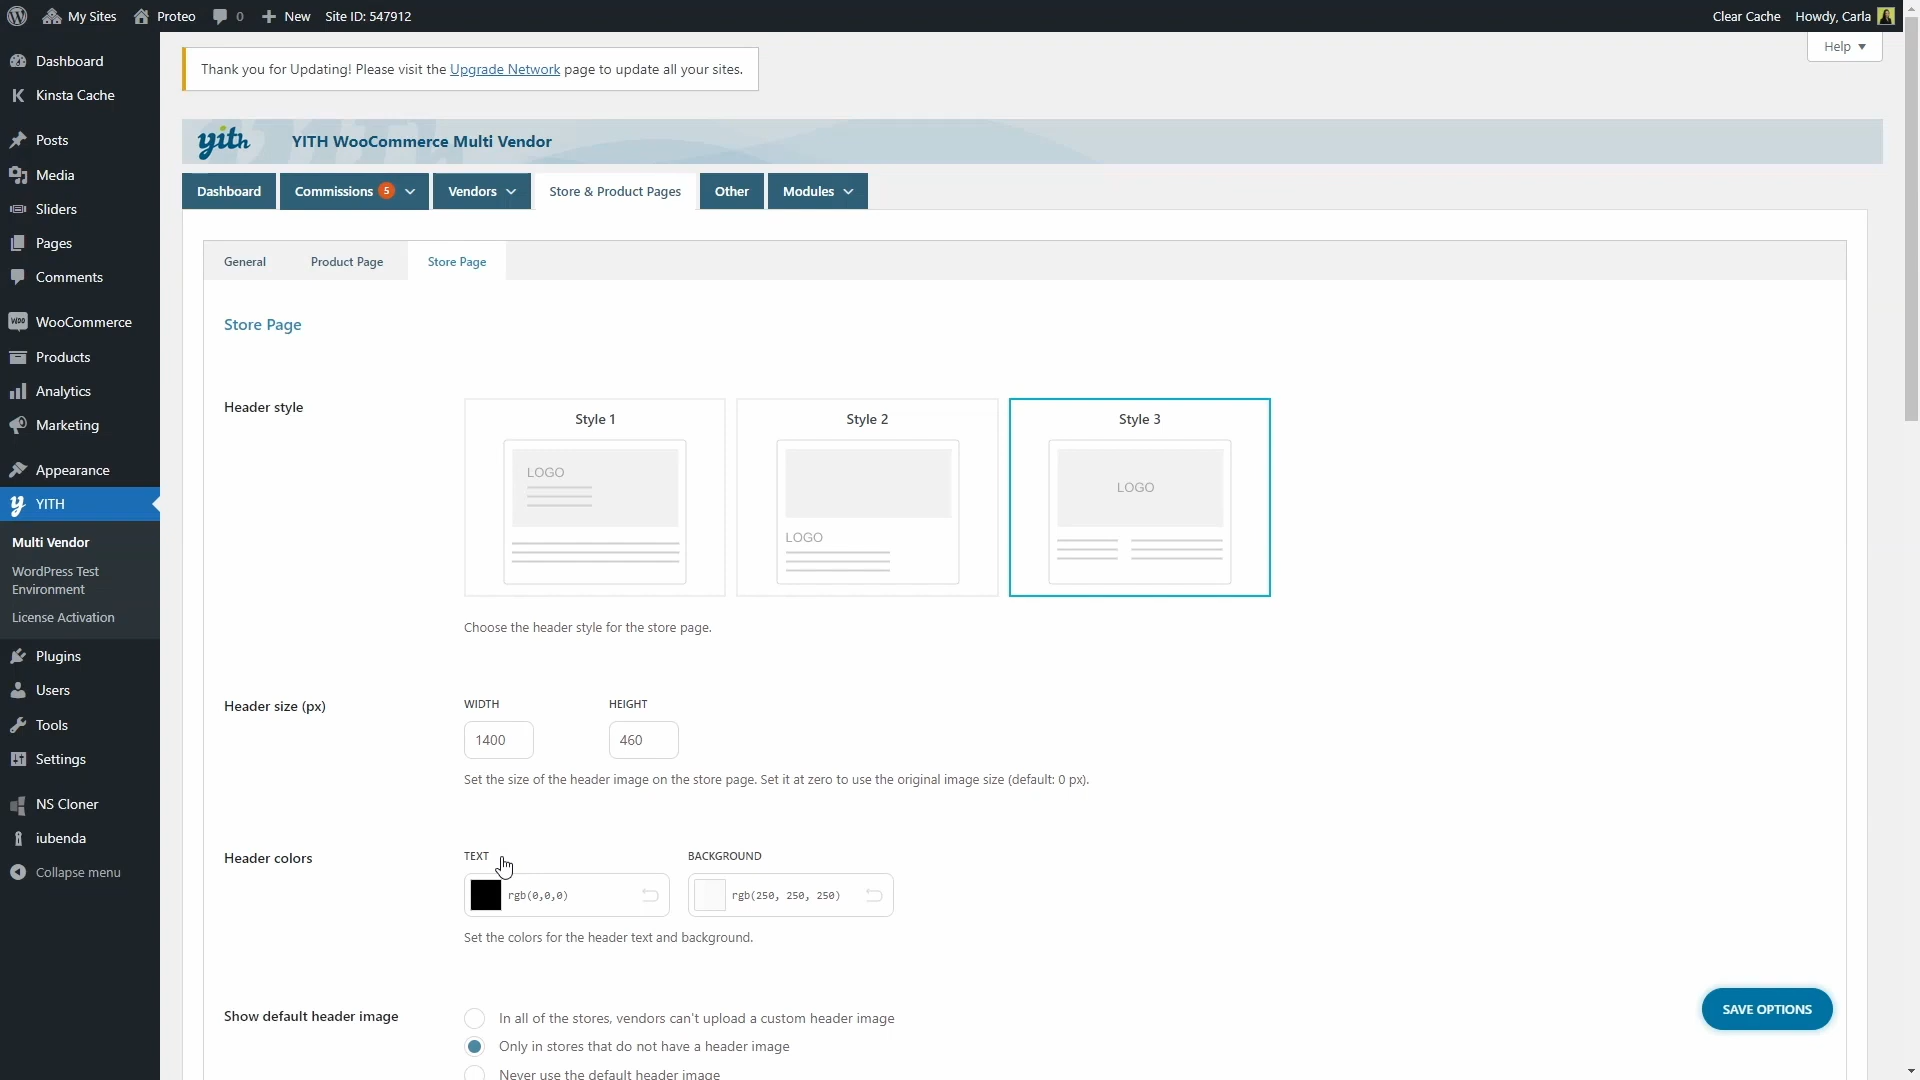 My Sites
Proteo
0
New
Site ID: 547912
Clear Cache
Howdy, Carla
Help
Dashboard
Kinsta Cache
Posts
Media
Sliders
Pages
Comments
WooCommerce
Products
Analytics
Marketing
Appearance
YITH
Multi Vendor
WordPress Test
Environment
License Activation
Plugins
Users
Tools
Settings
NS Cloner
iubenda
Collapse menu
Thank you for Updating! Please visit the Upgrade Network page to update all your sites.
yith
YITH WooCommerce Multi Vendor
Dashboard
Commissions 5
Vendors
Store & Product Pages
Other
Modules
General
Product Page
Store Page
Store Page
Header style
Style 1
LOGO
Style 2
LOGO
Style 3
LOGO
Choose the header style for the store page.
Header size (px)
WIDTH
HEIGHT
1400
460
Set the size of the header image on the store page. Set it at zero to use the original image size (default: 0 px).
Header colors
TEXT
BACKGROUND
rgb(0,0,0)
rgb(250, 250, 250)
Set the colors for the header text and background.
Show default header image
In all of the stores, vendors can't upload a custom header image
Only in stores that do not have a header image
Never use the default header image
SAVE OPTIONS